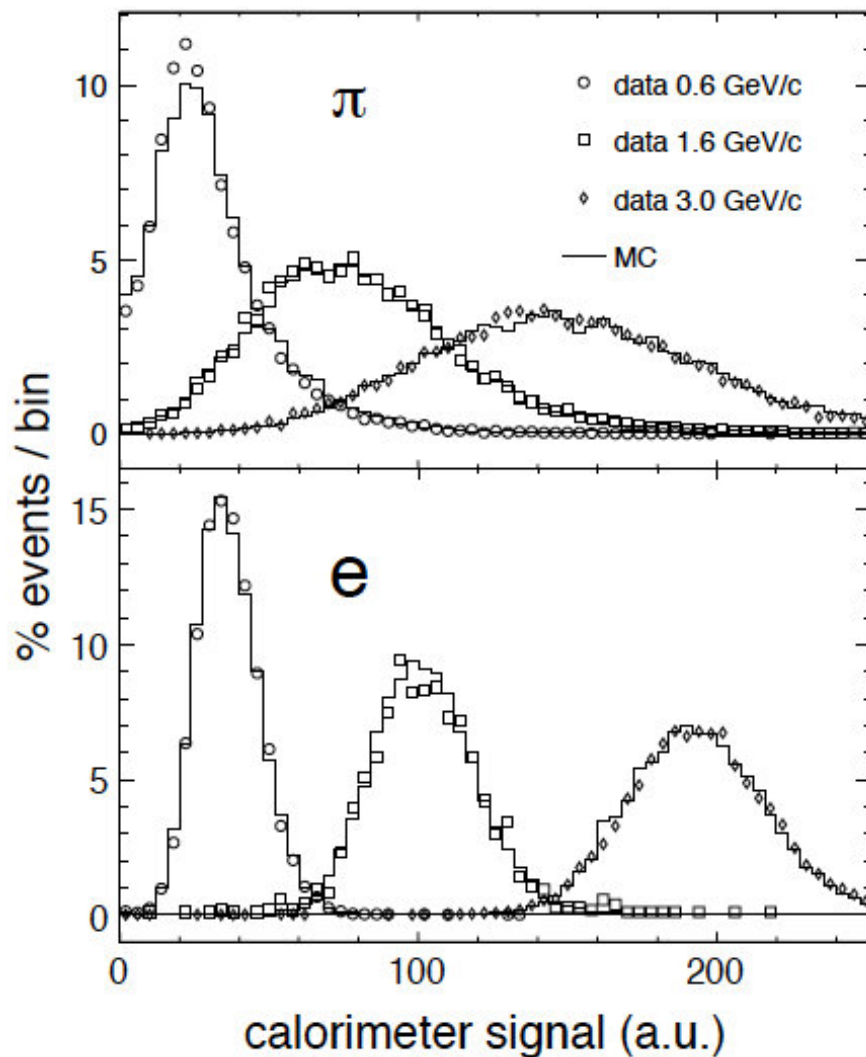 π
data 0.6 GeV/c
data 1.6 GeV/c
data 3.0 GeV/c
MC
10
5
0
e
15
10
5
0
0 100 200
% events / bin
calorimeter signal (a.u.)